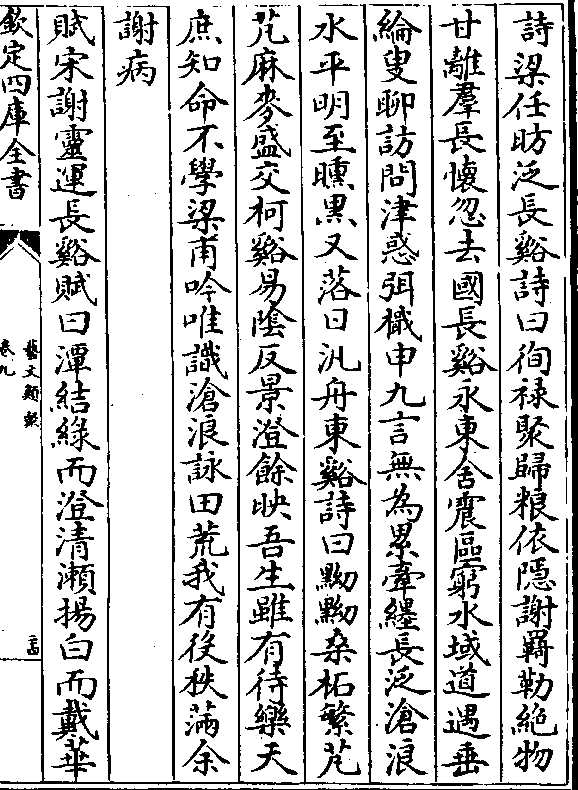 詩梁任昉泛長谿詩曰徇禄聚歸粮依隱謝羇勒絶物
甘離羣長懷忽去國長谿永東舍震區窮水域道遇垂
綸叟聊訪問津惑弭檝申九言無為累牽纆長泛滄浪
水平明至曛黒又落日汎舟東谿詩曰黝黝桑柘繁芃
芃麻麥盛交柯谿易陰反景澄餘映吾生雖有待樂天
庶知命不學梁甫吟唯識滄浪詠田荒我有役秩滿余
謝病
賦宋謝靈運長谿賦曰潭結緑而澄清瀬揚白而戴華
欽定四庫全書
藝文類聚
卷九